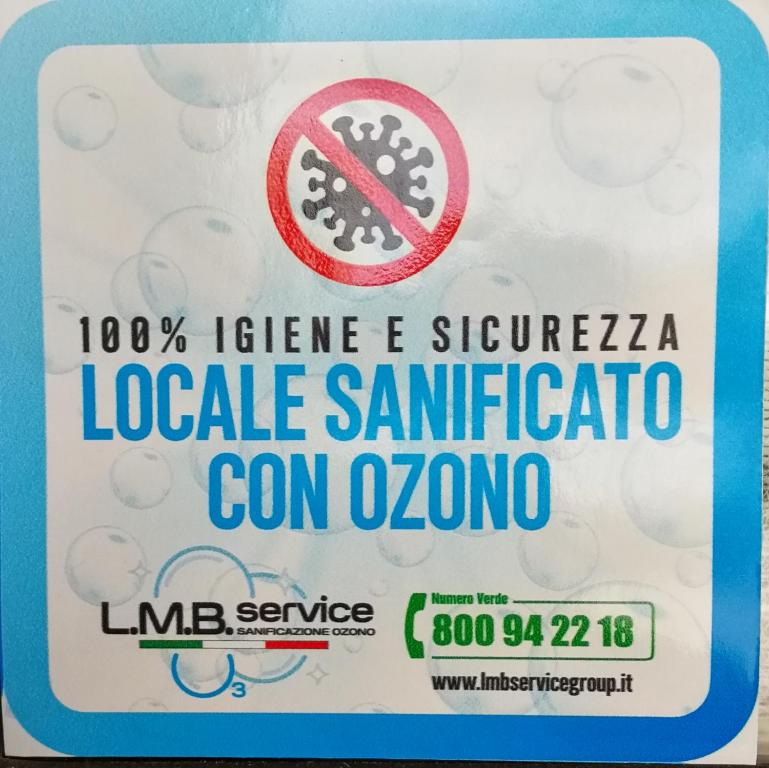 100% IGIENE E SICUREZZA
LOCALE SANIFICATO
CON OZONO
L.M.B. service
SANIFICAZIONE OZONO
O3
Numero Verde
800 94 22 18
www.lmbservicegroup.it